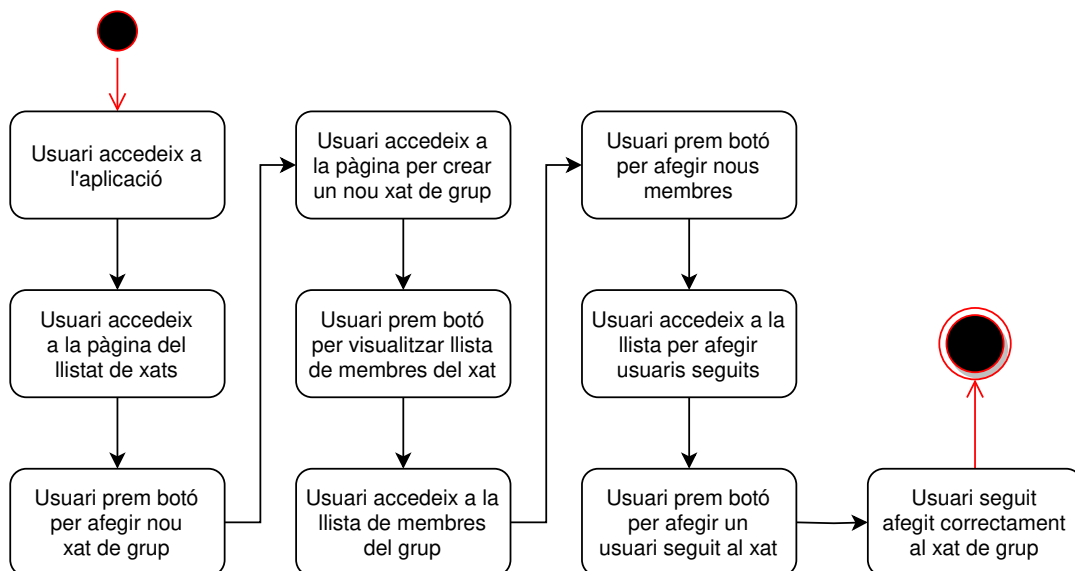 Usuari accedeix a
l'aplicació
Usuari accedeix
a la pàgina del
llistat de xats
Usuari prem botó
per afegir nou
xat de grup
Usuari accedeix a
la pàgina per crear
un nou xat de grup
Usuari prem botó
per visualitzar llista
de membres del xat
Usuari accedeix a la
llista de membres
del grup
Usuari prem botó
per afegir nous
membres
Usuari accedeix a la
llista per afegir
usuaris seguits
Usuari prem botó
per afegir un
usuari seguit al xat
Usuari seguit
afegit correctament
al xat de grup